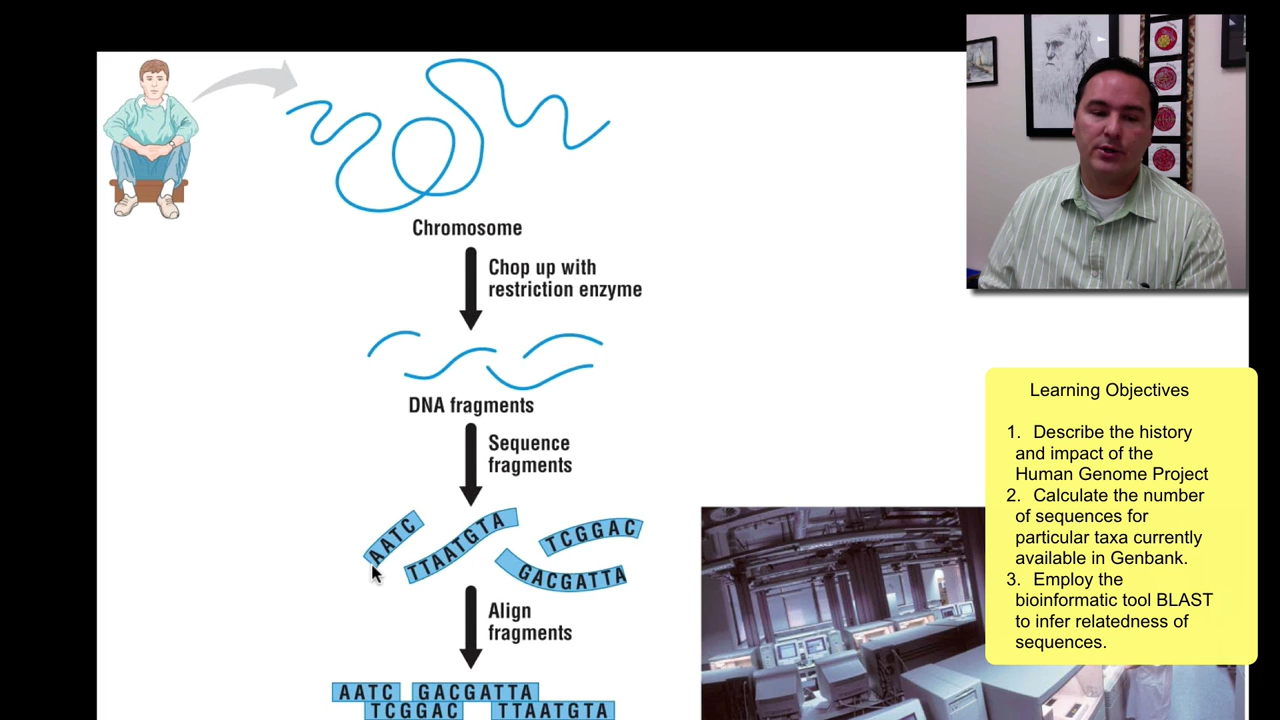 Chromosome
Chop up with
restriction enzyme
DNA fragments
Sequence
fragments
AATC
TTAATGTA
TCGGAC
GACGATTA
Align
fragments
AATC GACGATTA
TCGGAC TTAATGTA
Learning Objectives
1. Describe the history
and impact of the
Human Genome Project
2. Calculate the number
of sequences for
particular taxa currently
available in Genbank.
3. Employ the
bioinformatic tool BLAST
to infer relatedness of
sequences.